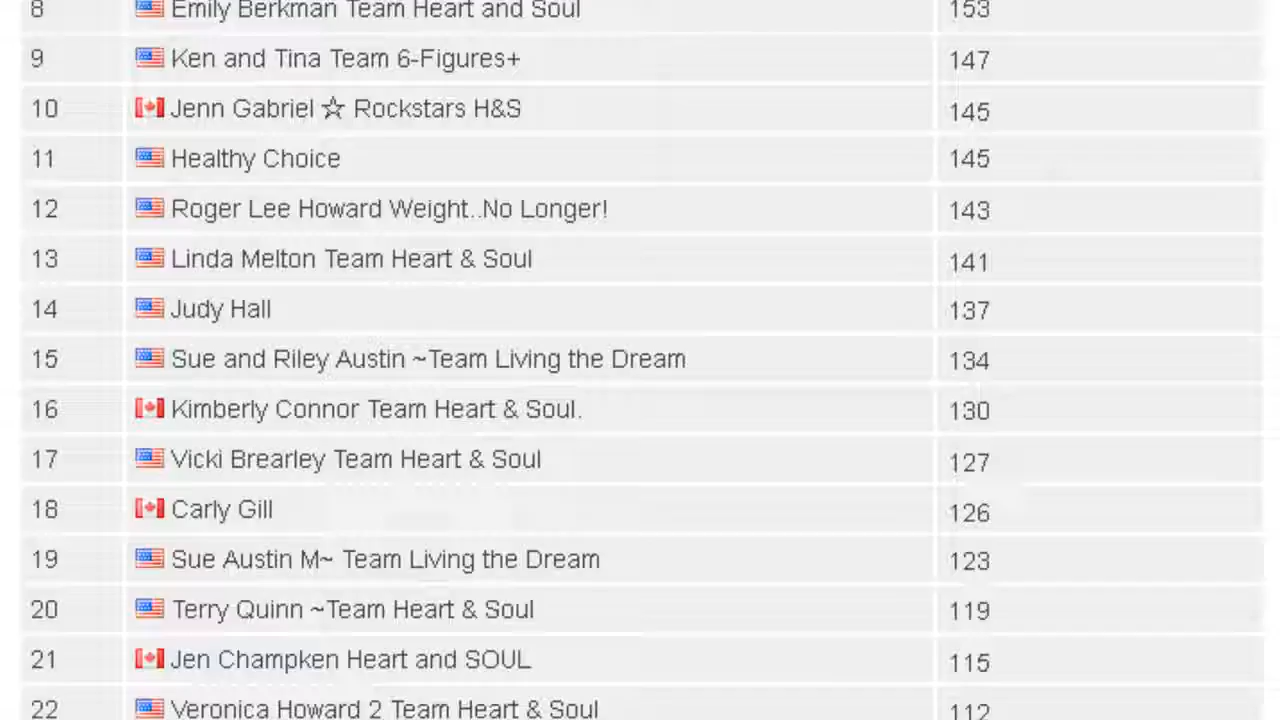 8 Emily Berkman Team Heart and Soul 153
9 Ken and Tina Team 6-Figures+ 147
10 Jenn Gabriel ☆ Rockstars H&S 145
11 Healthy Choice 145
12 Roger Lee Howard Weight..No Longer! 143
13 Linda Melton Team Heart & Soul 141
14 Judy Hall 137
15 Sue and Riley Austin ~Team Living the Dream 134
16 Kimberly Connor Team Heart & Soul. 130
17 Vicki Brearley Team Heart & Soul 127
18 Carly Gill 126
19 Sue Austin M~ Team Living the Dream 123
20 Terry Quinn ~Team Heart & Soul 119
21 Jen Champken Heart and SOUL 115
22 Veronica Howard 2 Team Heart & Soul 112